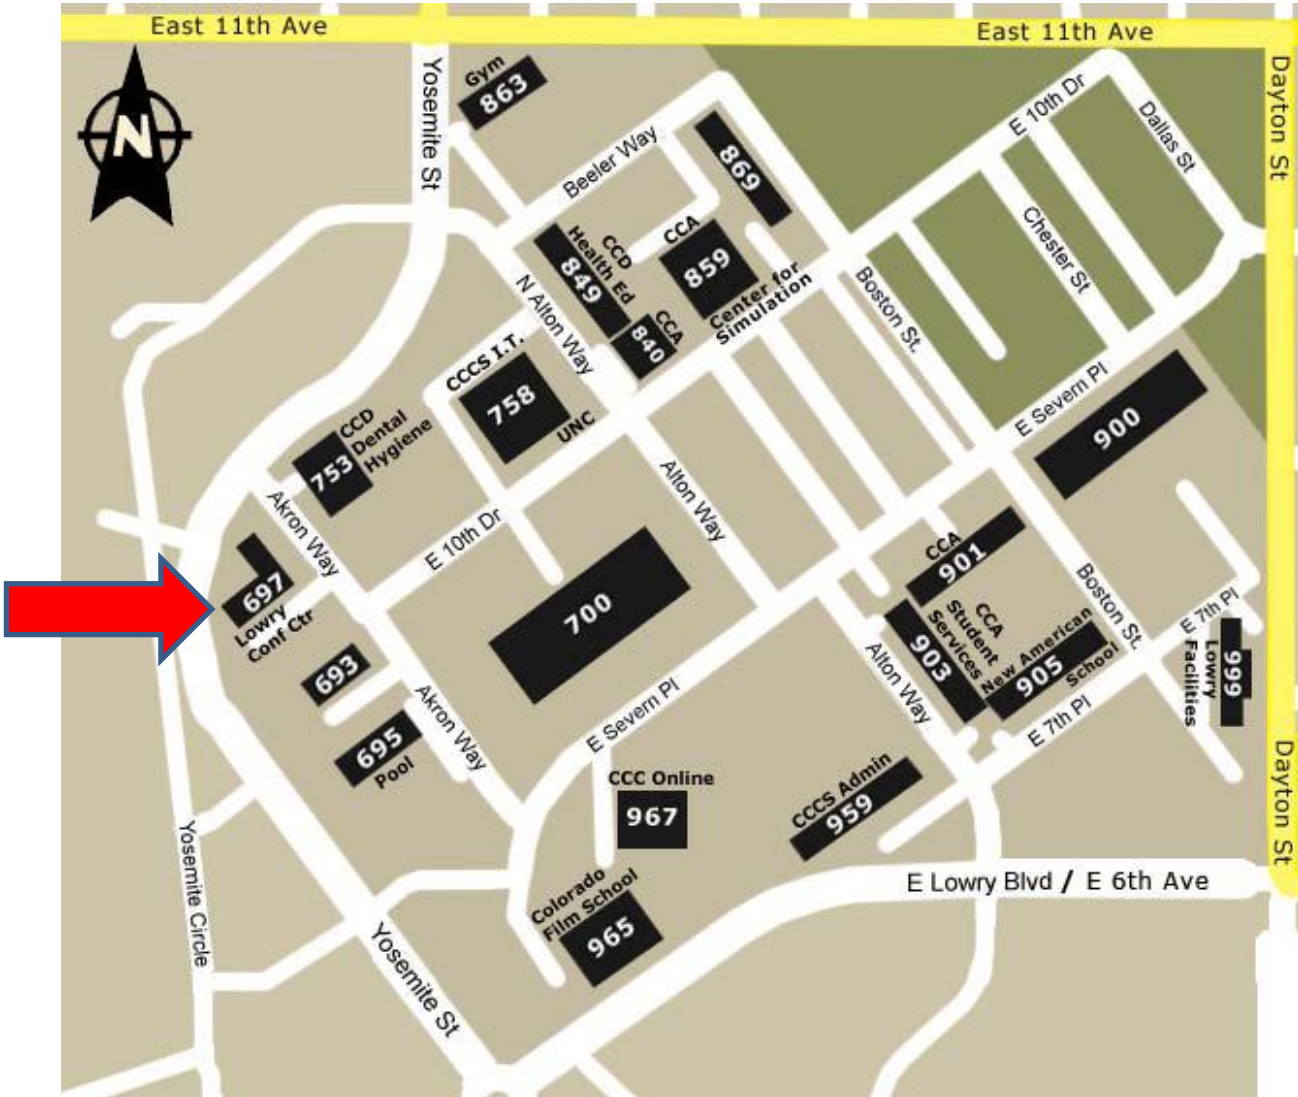 East 11th Ave
East 11th Ave
N
Yosemite St
Gym
863
Dayton St
E 10th Dr
Dallas St
Beeler Way
869
CCA
859
Center for
Simulation
CCD
Health Ed
849
CCA
840
N Alton Way
Chester St
Boston St.
CCCS I.T.
758
UNC
CCD
Dental
Hygiene
753
E Severn Pl
900
Akron Way
E 10th Dr
Alton Way
CCA
901
697
Lowry
Conf Ctr
700
Boston St.
E 7th Pl
CCA
Student
Services
903
New American
School
905
Lowry
Facilities
999
693
Akron Way
695
Pool
E Severn Pl
Alton Way
E 7th Pl
CCC Online
967
CCCS Admin
959
Dayton St
E Lowry Blvd / E 6th Ave
Yosemite Circle
Colorado
Film School
965
Yosemite St